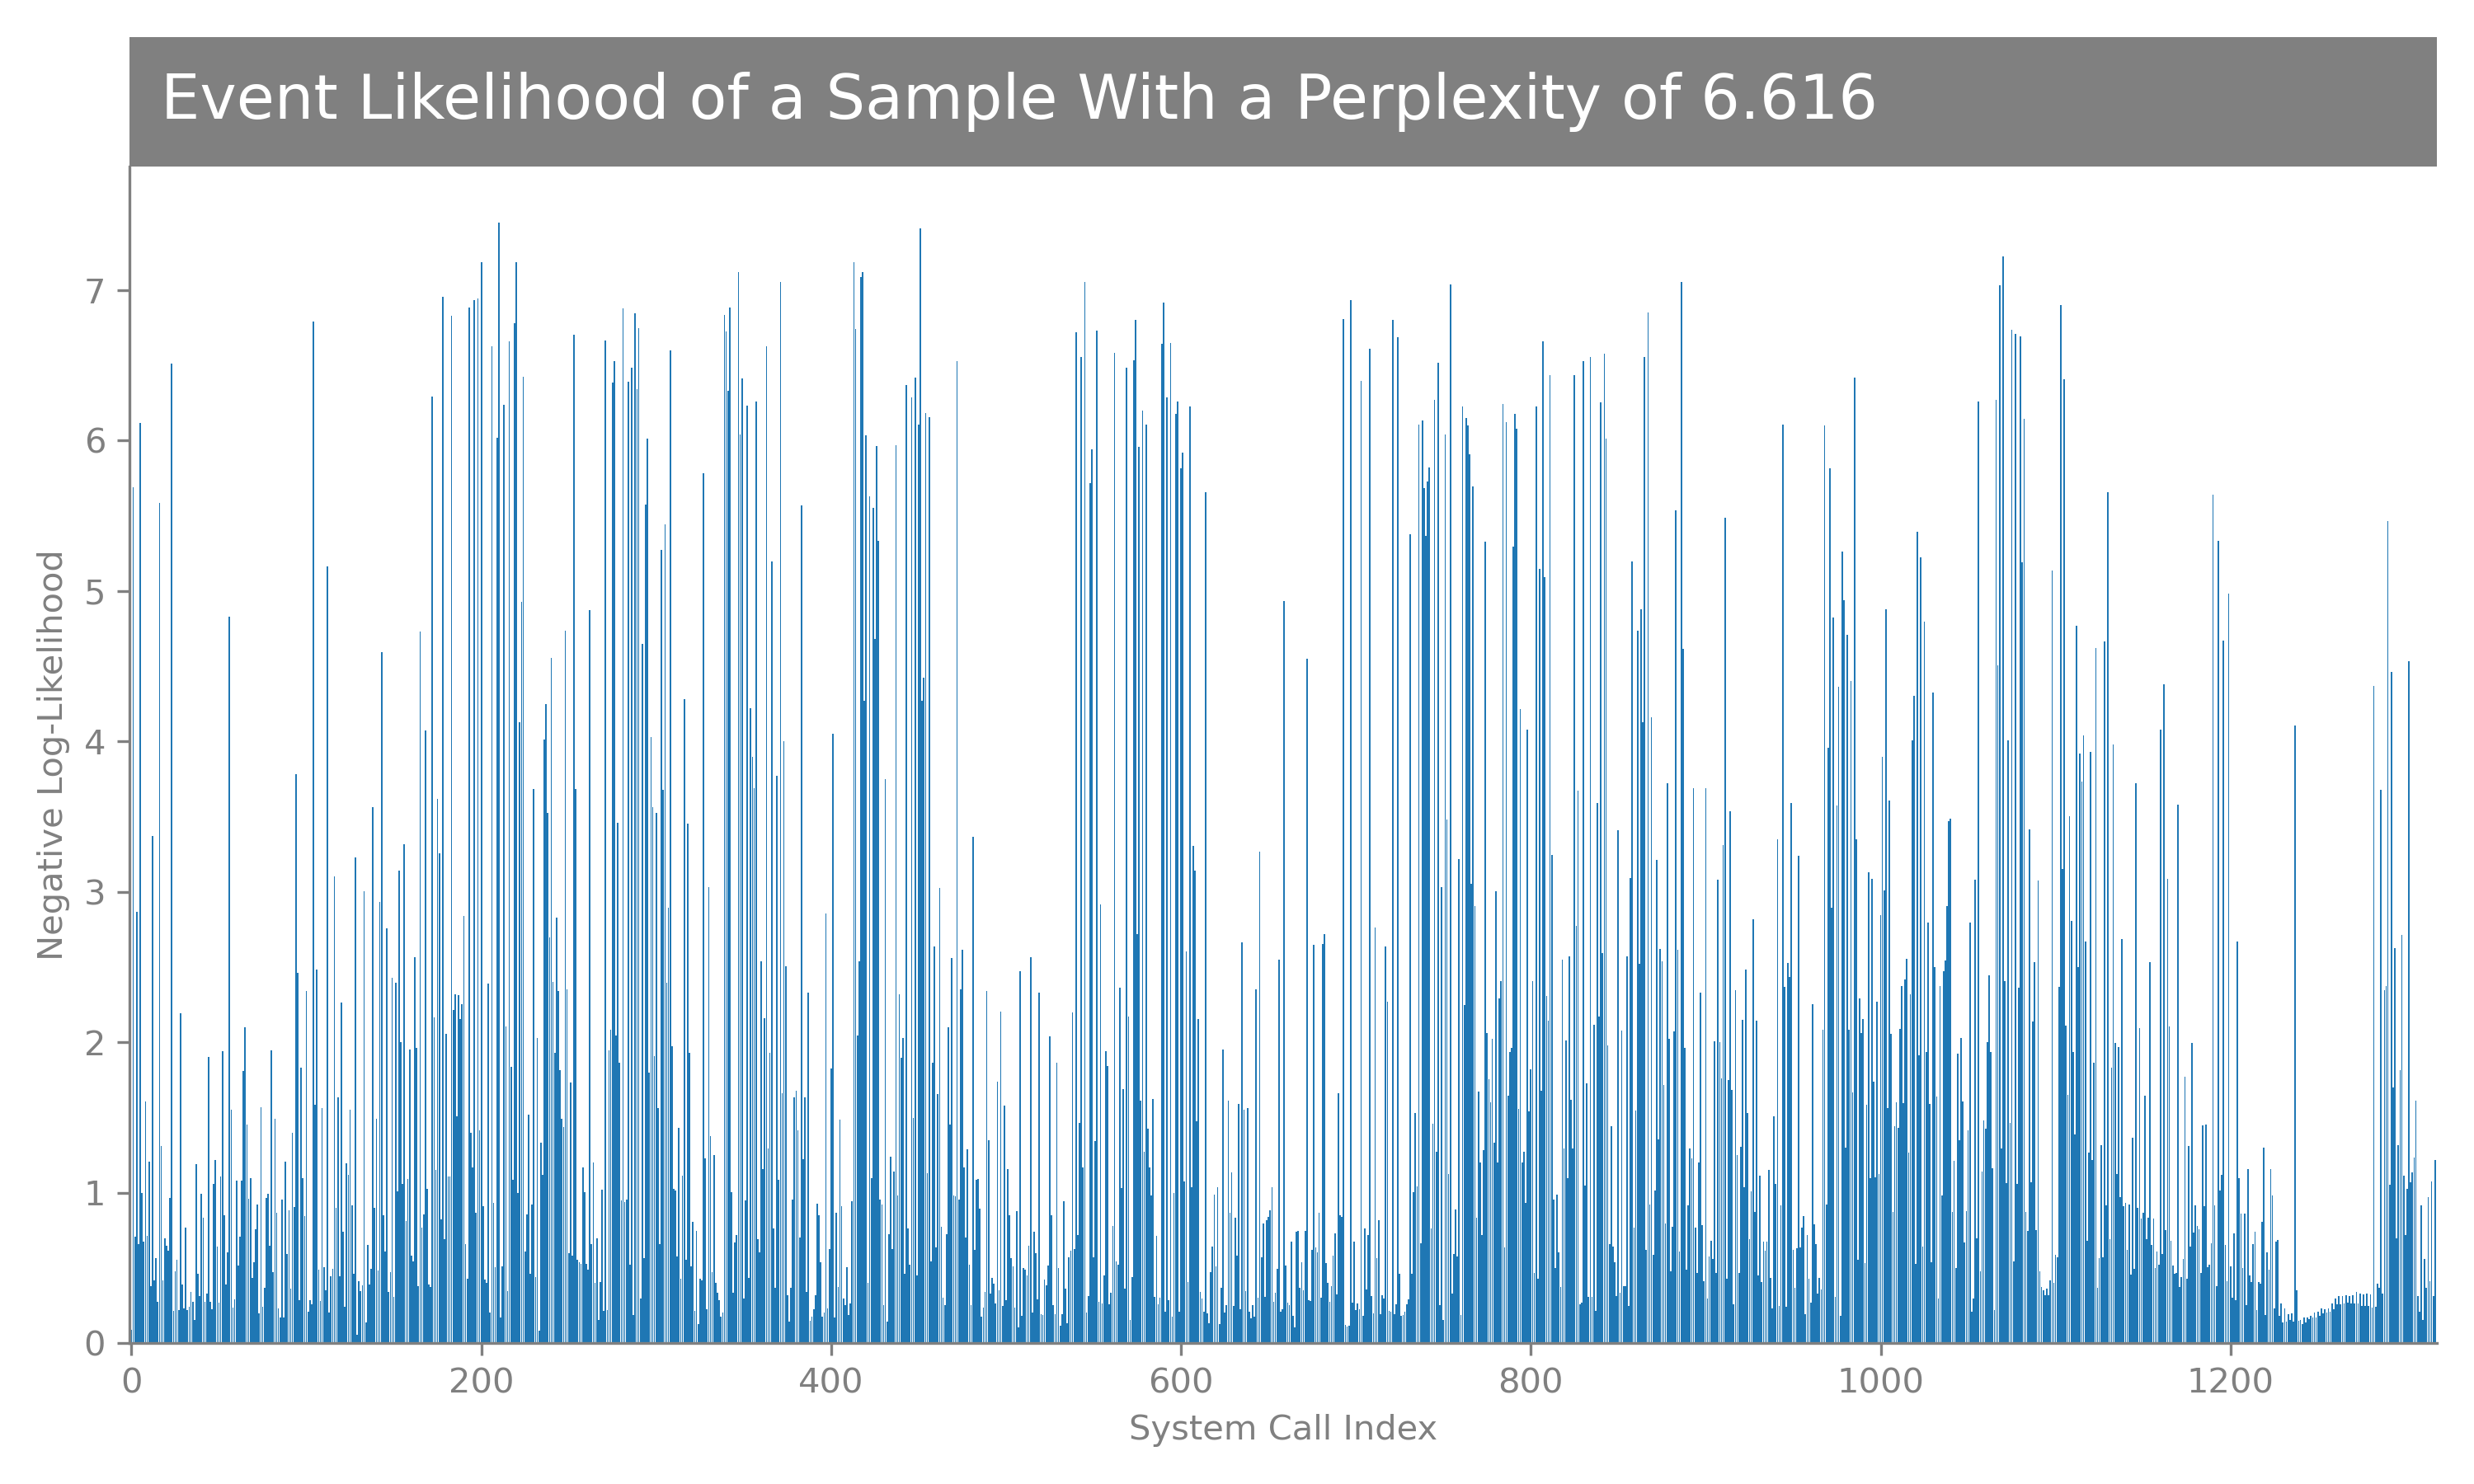 Event Likelihood of a Sample With a Perplexity of 6.616
Negative Log-Likelihood
7
6
5
4
3
2
1
0
0 200 400 600 800 1000 1200
System Call Index